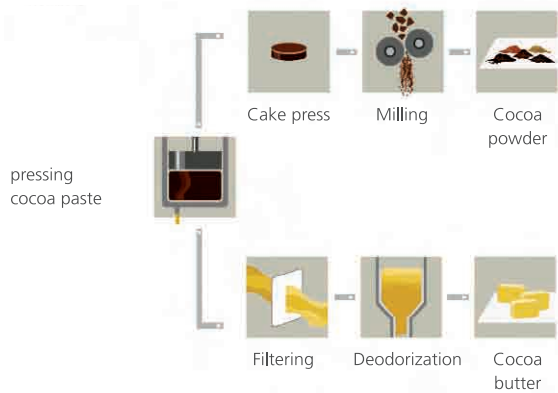 Cake press
Milling
Cocoa
powder
pressing
cocoa paste
Filtering
Deodorization
Cocoa
butter